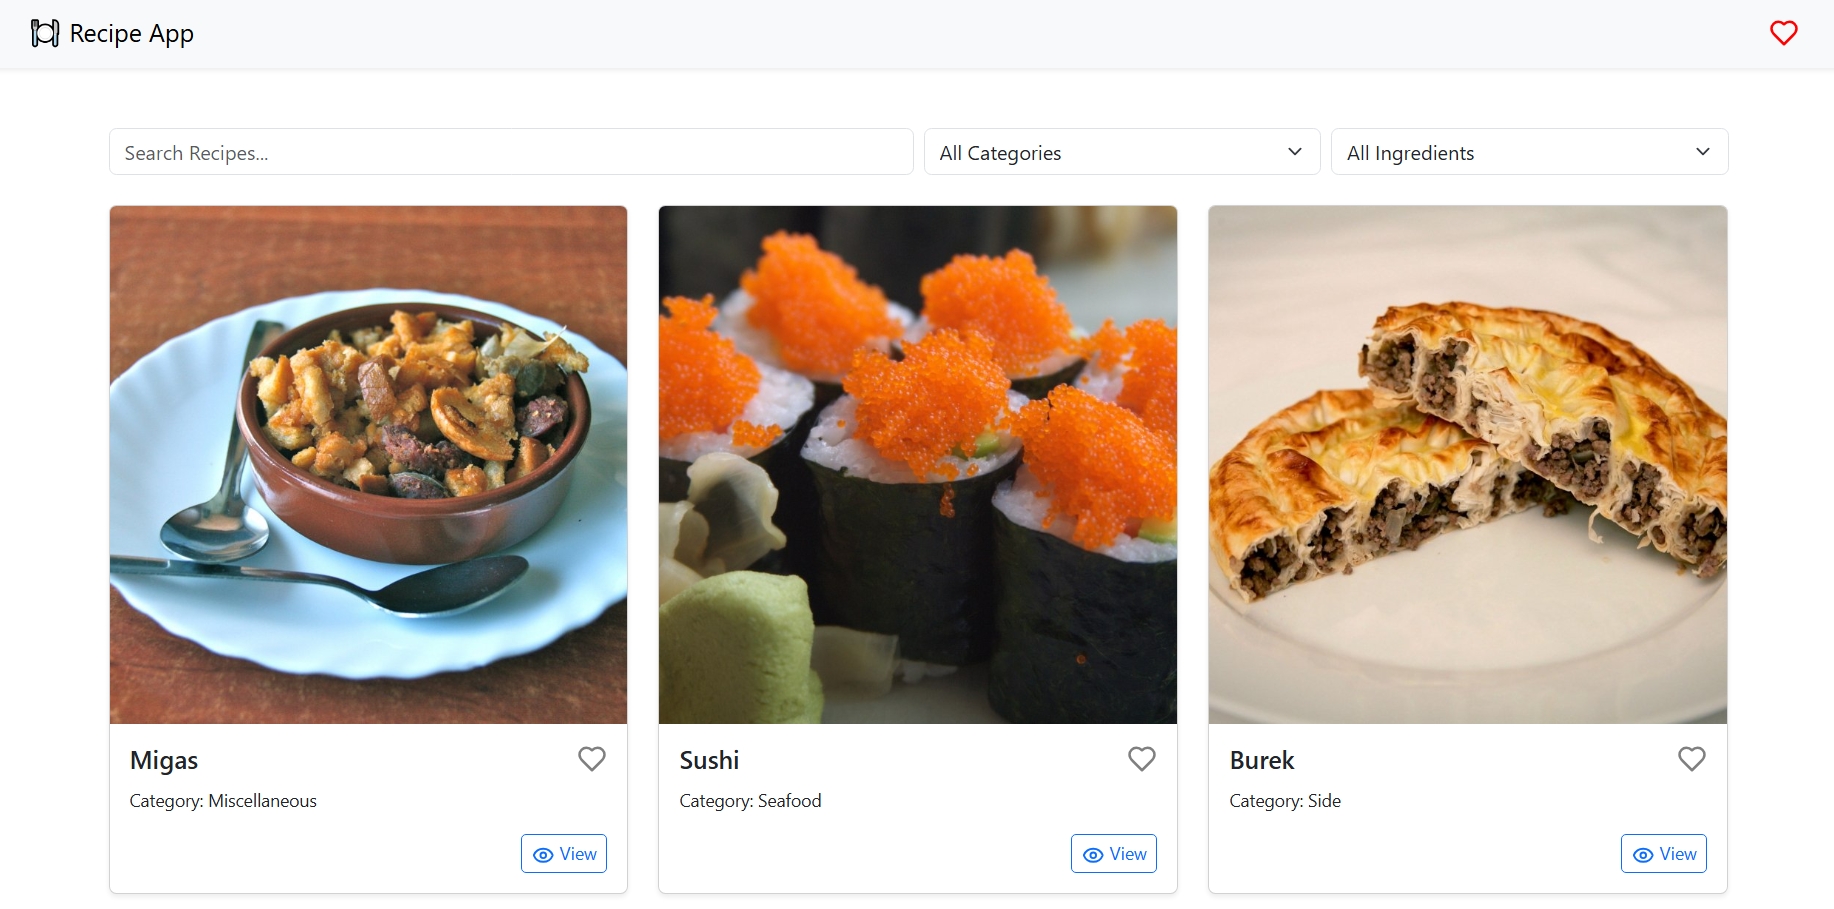 Recipe App
Search Recipes...
All Categories
All Ingredients
Migas
Category: Miscellaneous
View
Sushi
Category: Seafood
View
Burek
Category: Side
View